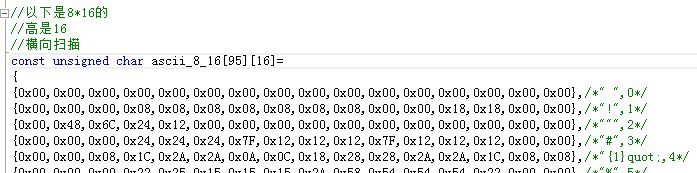 //以下是8*16的
//高是16
//横向扫描
const unsigned char ascii_8_16[95][16]=
{
{0x00,0x00,0x00,0x00,0x00,0x00,0x00,0x00,0x00,0x00,0x00,0x00,0x00,0x00,0x00,0x00},/*" ",0*/
{0x00,0x00,0x00,0x08,0x08,0x08,0x08,0x08,0x08,0x08,0x00,0x00,0x18,0x18,0x00,0x00},/*"!",1*/
{0x00,0x48,0x6C,0x24,0x12,0x00,0x00,0x00,0x00,0x00,0x00,0x00,0x00,0x00,0x00,0x00},/*""",2*/
{0x00,0x00,0x00,0x24,0x24,0x24,0x7F,0x12,0x12,0x12,0x7F,0x12,0x12,0x12,0x00,0x00},/*"#",3*/
{0x00,0x00,0x08,0x1C,0x2A,0x2A,0x0A,0x0C,0x18,0x28,0x28,0x2A,0x2A,0x1C,0x08,0x08},/*"{1}quot;,4*/
{0x00,0x00,0x00,0x22,0x25,0x15,0x15,0x15,0x2A,0x58,0x54,0x54,0x54,0x22,0x00,0x00},/*"%",5*/